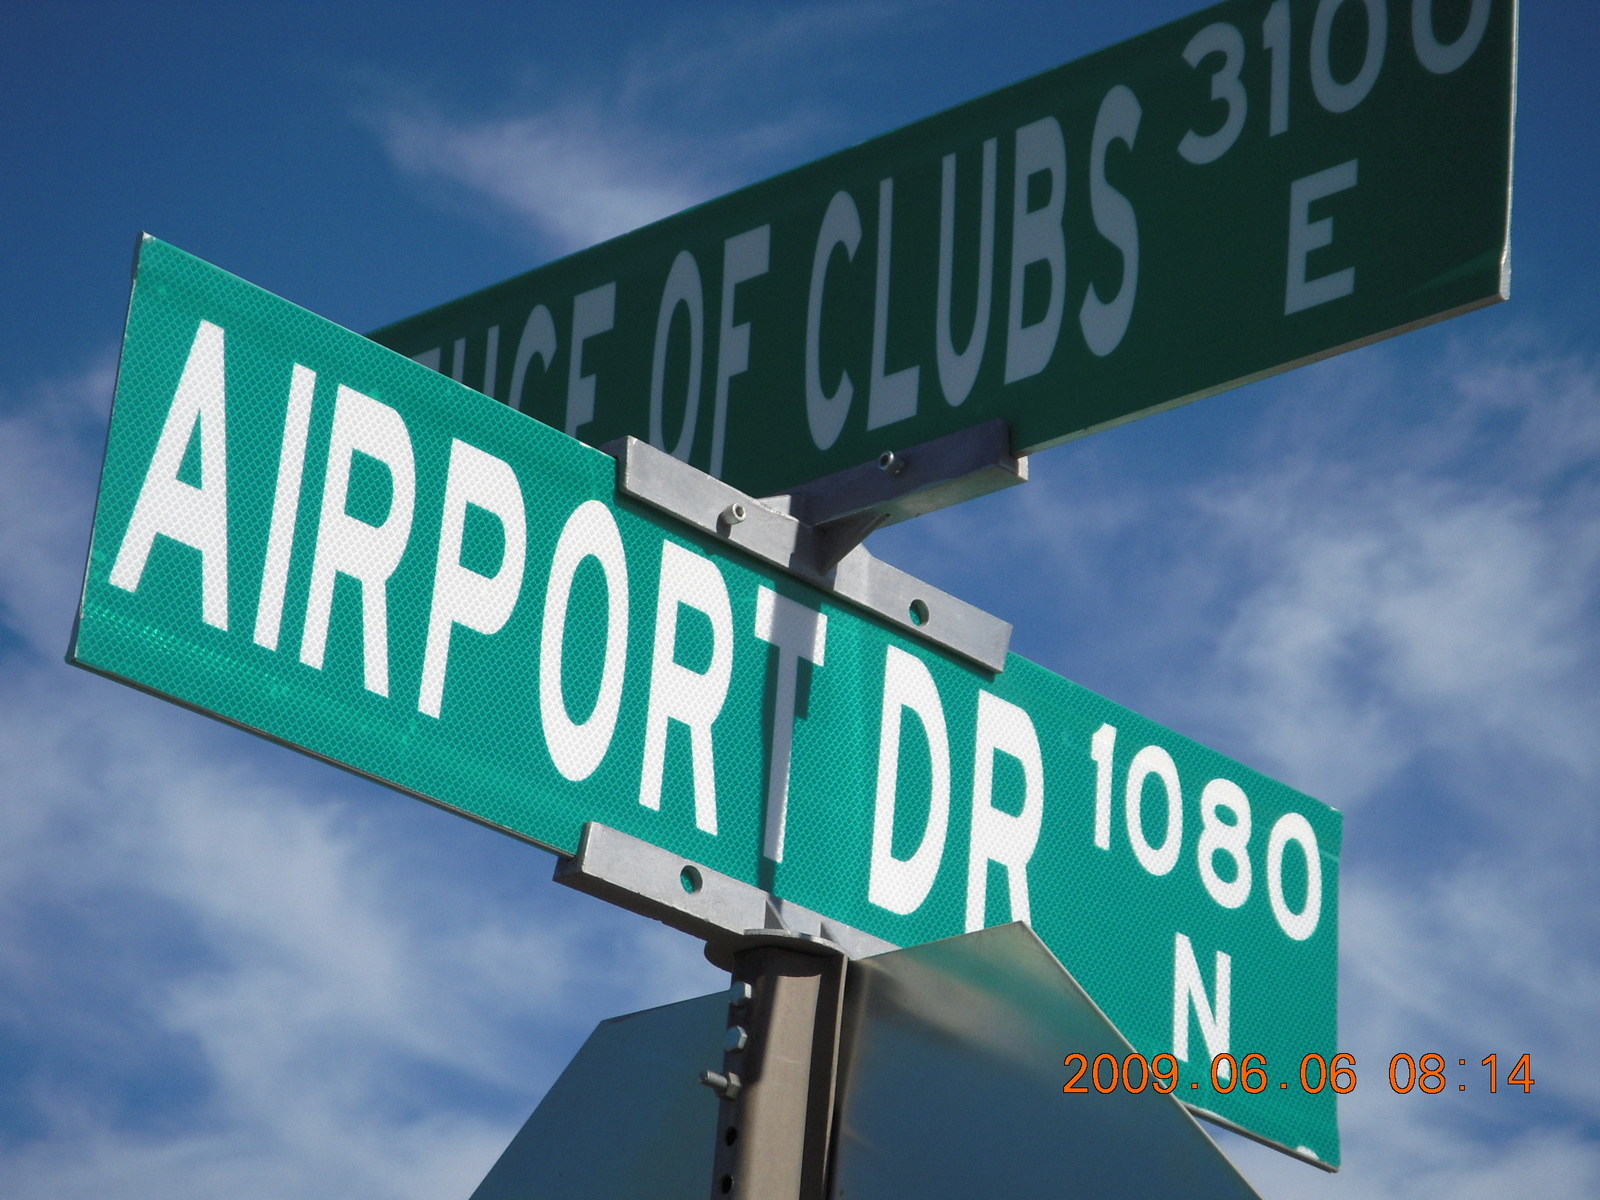 OF CLUBS 3100
E
AIRPORT DR 1080
N
2009.06.06 08:14